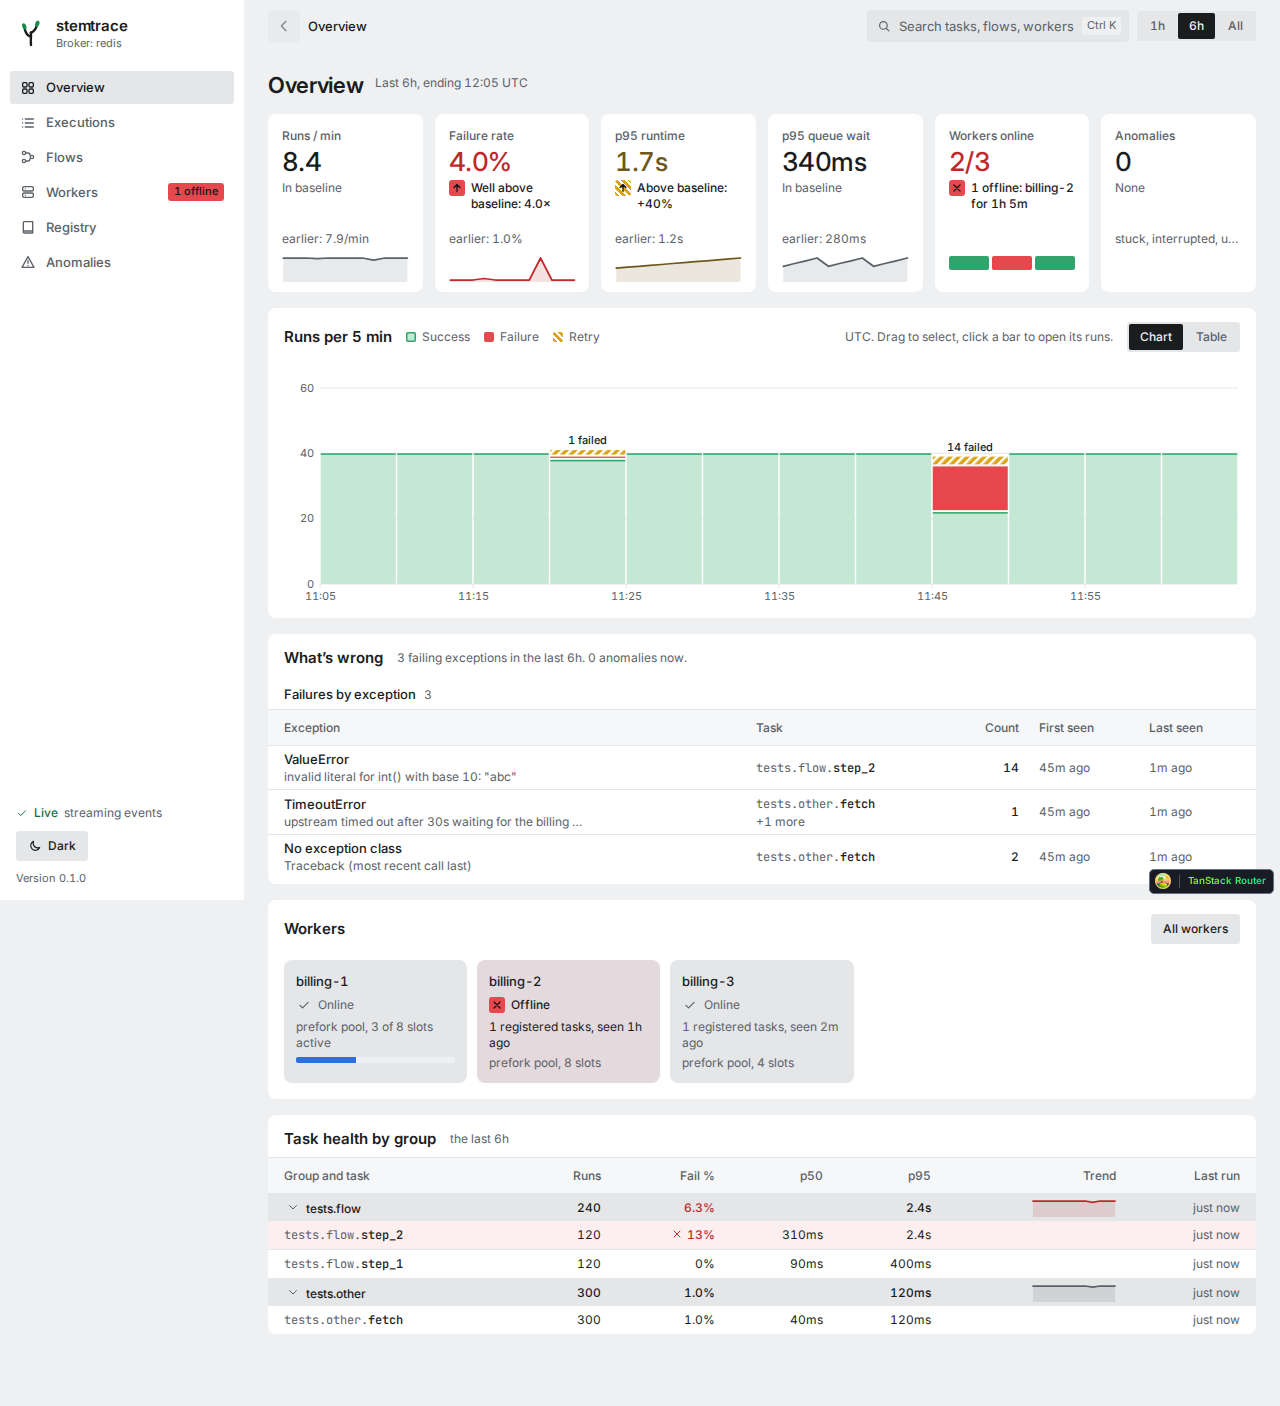 stemtrace
Broker: redis
Overview
Executions
Flows
Workers
1 offline
Registry
Anomalies
Live streaming events
Dark
Version 0.1.0
Overview
Search tasks, flows, workers
Ctrl K
1h
6h
All
Overview
Last 6h, ending 12:05 UTC
Runs / min
8.4
In baseline
earlier: 7.9/min
Failure rate
4.0%
Well above
baseline: 4.0×
earlier: 1.0%
p95 runtime
1.7s
Above baseline:
+40%
earlier: 1.2s
p95 queue wait
340ms
In baseline
earlier: 280ms
Workers online
2/3
1 offline: billing-2
for 1h 5m
Anomalies
0
None
stuck, interrupted, u...
Runs per 5 min
Success
Failure
Retry
UTC. Drag to select, click a bar to open its runs.
Chart
Table
60
40
20
0
1 failed
14 failed
11:05
11:15
11:25
11:35
11:45
11:55
What's wrong
3 failing exceptions in the last 6h. 0 anomalies now.
Failures by exception 3
Exception Task Count First seen Last seen
ValueError
invalid literal for int() with base 10: "abc"
tests.flow.step_2
14
45m ago
1m ago
TimeoutError
upstream timed out after 30s waiting for the billing ...
tests.other.fetch
+1 more
1
45m ago
1m ago
No exception class
Traceback (most recent call last)
tests.other.fetch
2
45m ago
1m ago
TanStack Router
Workers
All workers
billing-1
Online
prefork pool, 3 of 8 slots
active
billing-2
Offline
1 registered tasks, seen 1h
ago
prefork pool, 8 slots
billing-3
Online
1 registered tasks, seen 2m
ago
prefork pool, 4 slots
Task health by group
the last 6h
Group and task Runs Fail % p50 p95 Trend Last run
tests.flow 240 6.3% 2.4s just now
tests.flow.step_2 120 13% 310ms 2.4s just now
tests.flow.step_1 120 0% 90ms 400ms just now
tests.other 300 1.0% 120ms just now
tests.other.fetch 300 1.0% 40ms 120ms just now